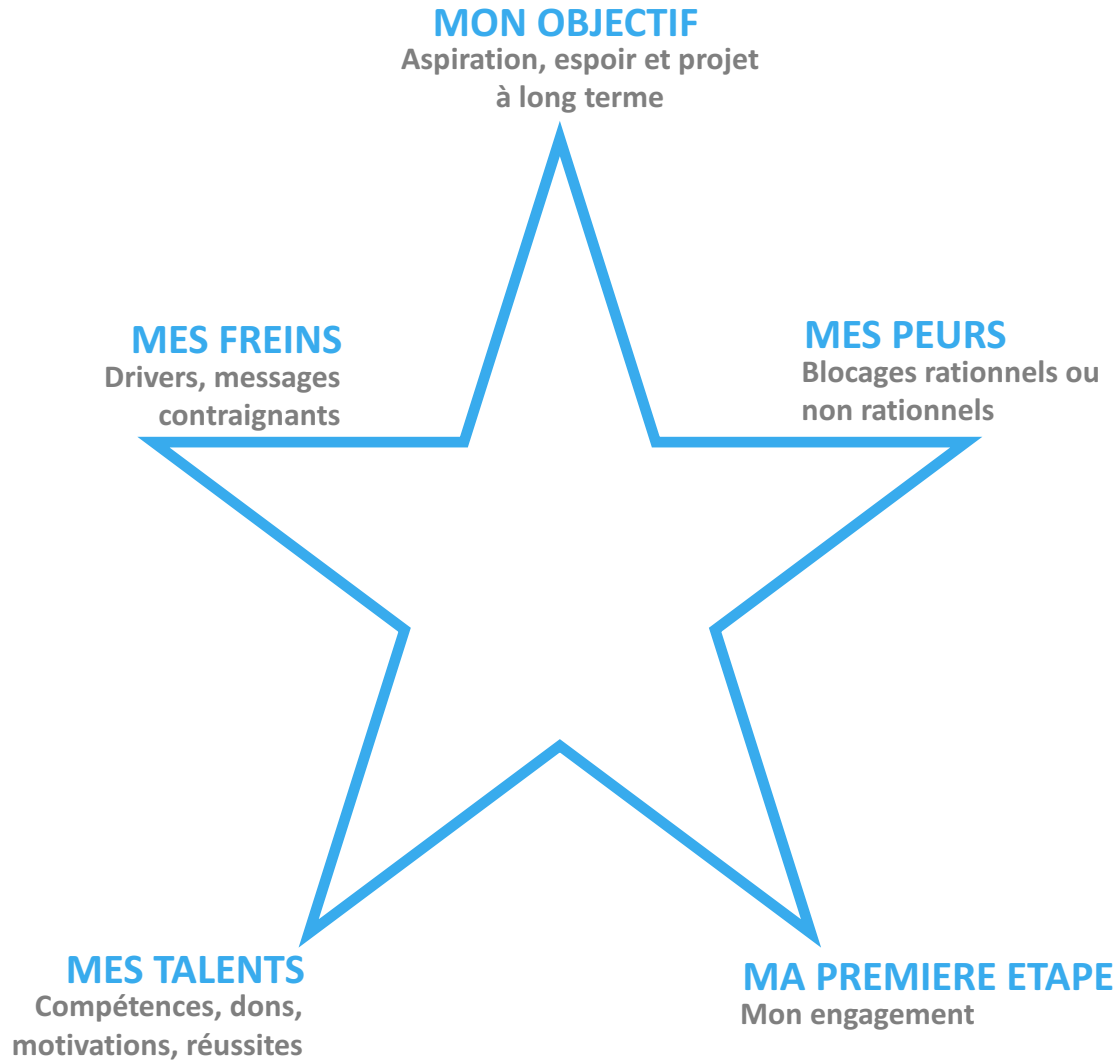 MON OBJECTIF
Aspiration, espoir et projet
à long terme
MES FREINS
Drivers, messages
contraignants
MES PEURS
Blocages rationnels ou
non rationnels
MES TALENTS
Compétences, dons,
motivations, réussites
MA PREMIERE ETAPE
Mon engagement